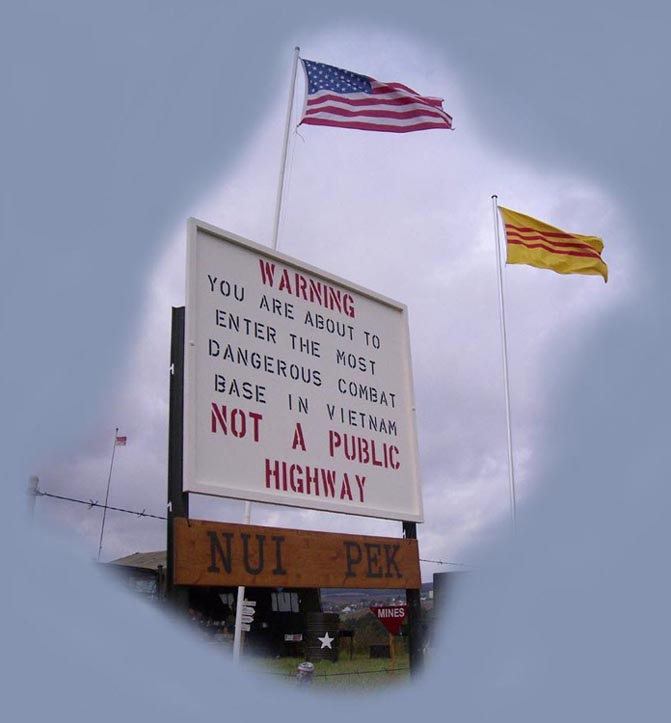 WARNING
YOU ARE ABOUT TO
ENTER THE MOST
DANGEROUS COMBAT
BASE IN VIETNAM
NOT A PUBLIC
HIGHWAY
NUI PEK
MINES